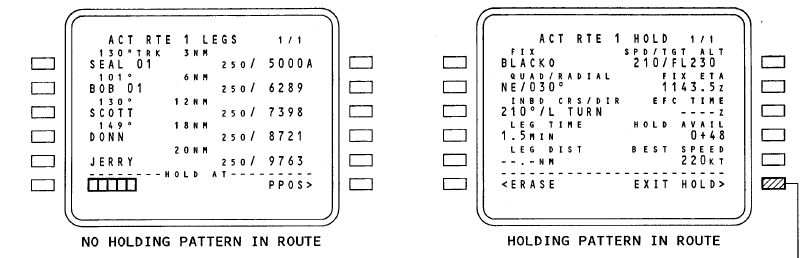 ACT RTE 1 LEGS 1/1
130°TRK 3NM
SEAL 01 250/ 5000A
101° 6NM
BOB 01 250/ 6289
130° 12NM
SCOTT 250/ 7398
149° 18NM
DONN 250/ 8721
20NM
JERRY 250/ 9763
--------HOLD AT--------
PPOS>
NO HOLDING PATTERN IN ROUTE
ACT RTE 1 HOLD 1/1
FIX SPD/TGT ALT
BLACKO 210/FL230
QUAD/RADIAL FIX ETA
NE/030° 1143.5z
INBD CRS/DIR EFC TIME
210°/L TURN ----z
LEG TIME HOLD AVAIL
1.5MIN 0+48
LEG DIST BEST SPEED
--.-NM 220KT
<ERASE EXIT HOLD>
HOLDING PATTERN IN ROUTE